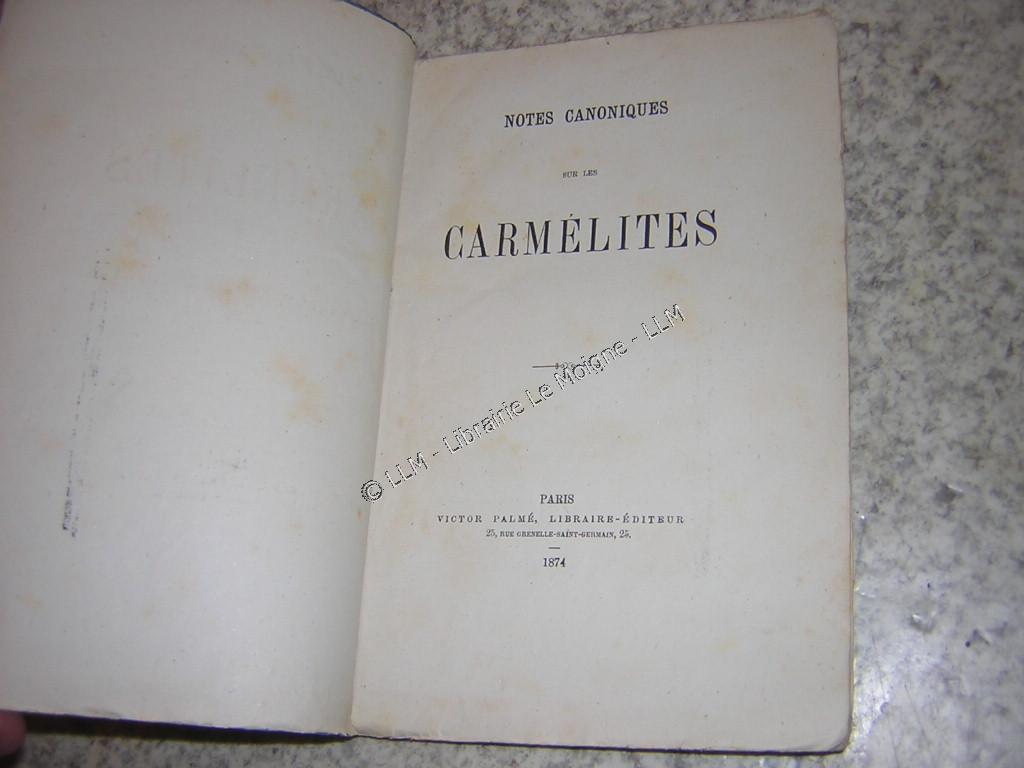 NOTES CANONIQUES
SUR LES
CARMÉLITES
© LLM - Librairie Le Moigne - LLM
PARIS
VICTOR PALMÉ, LIBRAIRE-ÉDITEUR
25, RUE GRENELLE-SAINT-GERMAIN, 25.
1874